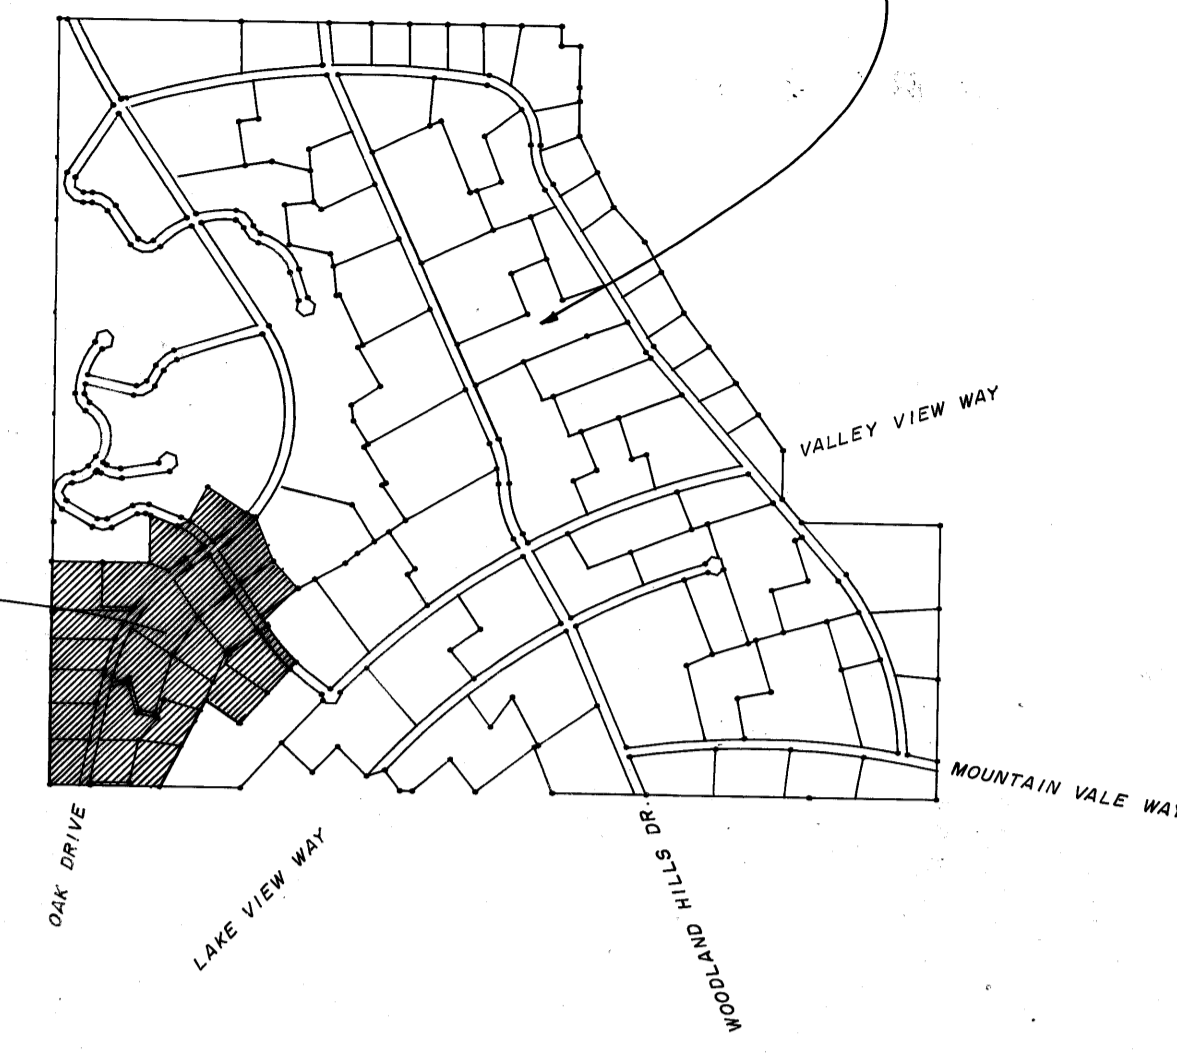 VALLEY VIEW WAY
MOUNTAIN VALE WAY
OAK DRIVE
LAKE VIEW WAY
WOODLAND HILLS DR.